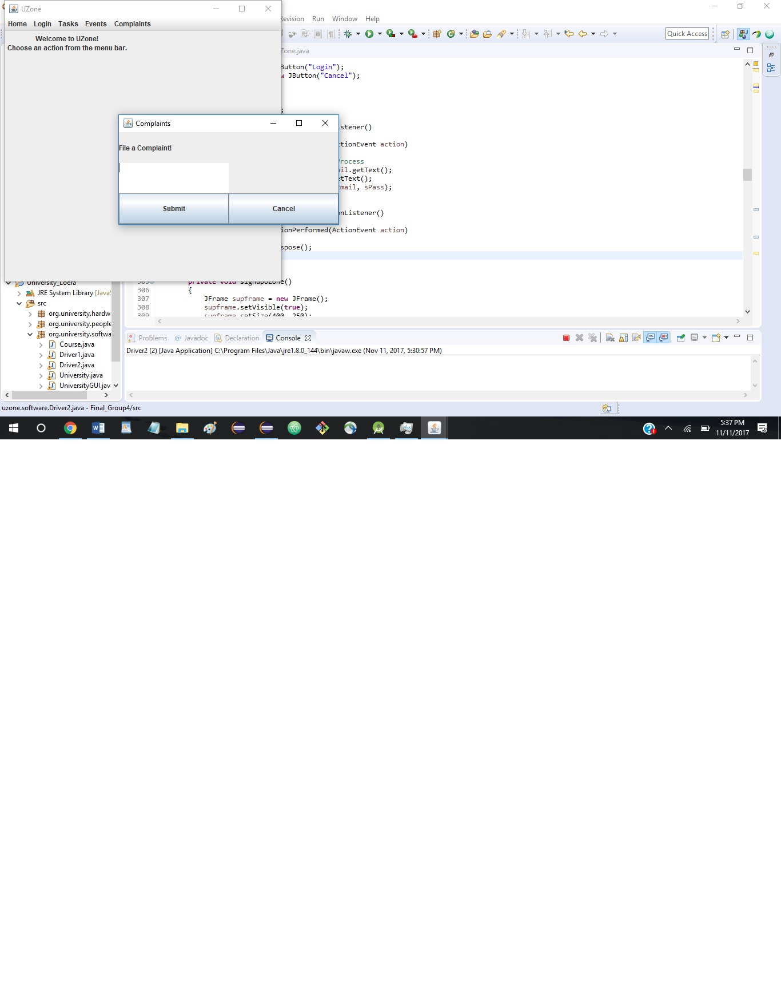 UZone
Home Login Tasks Events Complaints
Welcome to UZone!
Choose an action from the menu bar.
Run Window Help
Quick Access
Zone.java
Button("Login");
JButton("Cancel");
;
Complaints
File a Complaint!
Submit Cancel
stener()
tionEvent action)
Process
il.getText();
etText();
Email, sPass);
onListener()
ionPerformed(ActionEvent action)
spose();
University_Loera
JRE System Library [Java
src
org.university.hardw
org.university.people
org.university.softwa
Course.java
Driver1.java
Driver2.java
University.java
UniversityGUI.jav
305 private void signupUZone()
306 {
307 JFrame supframe = new JFrame();
308 supframe.setVisible(true);
309 supframe.setSize(400, 250);
Problems @ Javadoc Declaration Console
Driver2 (2) [Java Application] C:\Program Files\Java\jre1.8.0_144\bin\javaw.exe (Nov 11, 2017, 5:30:57 PM)
uzone.software.Driver2.java - Final_Group4/src
5:37 PM
11/11/2017